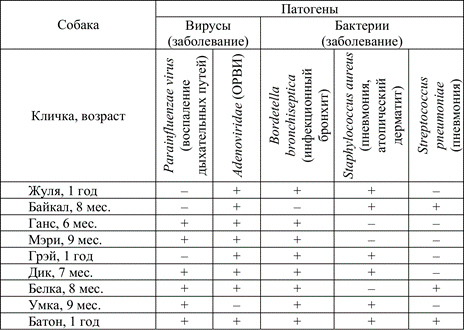 Собака
Патогены
Вирусы
(заболевание)
Бактерии
(заболевание)
Кличка, возраст
Parainfluenzae virus
(воспаление
дыхательных путей)
Adenoviridae (ОРВИ)
Bordetella
bronchiseptica
(инфекционный
бронхит)
Staphylococcus aureus
(пневмония,
атопический
дерматит)
Streptococcus
pneumoniae
(пневмония)
Жуля, 1 год – + + + –
Байкал, 8 мес. – + – + +
Ганс, 6 мес. + + + – –
Мэри, 9 мес. + + + – –
Грэй, 1 год – + + + –
Дик, 7 мес. + + + + –
Белка, 8 мес. + + + – +
Умка, 9 мес. + – + + –
Батон, 1 год + + + + +